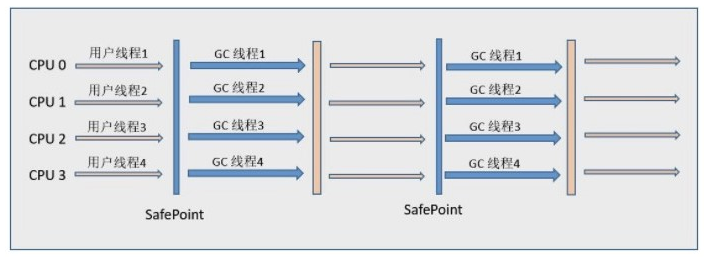 CPU 0 用户线程1 GC 线程1 GC 线程1
CPU 1 用户线程2 GC 线程2 GC 线程2
CPU 2 用户线程3 GC 线程3 GC 线程3
CPU 3 用户线程4 GC 线程4 GC 线程4
SafePoint SafePoint